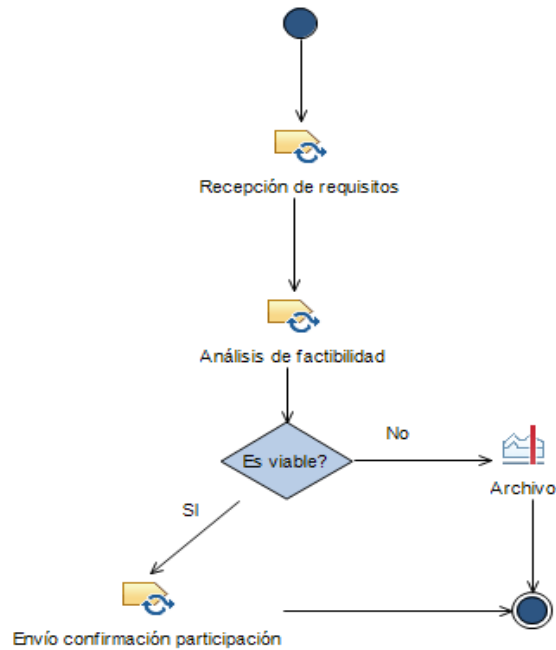 Recepción de requisitos
Análisis de factibilidad
Es viable?
No
Archivo
SI
Envío confirmación participación